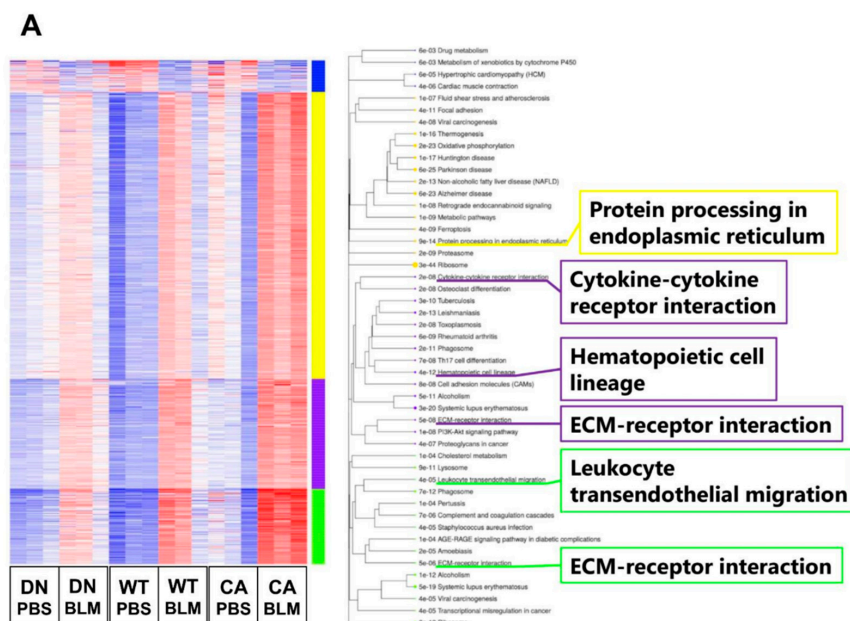 A
6e-03 Drug metabolism
6e-03 Metabolism of xenobiotics by cytochrome P450
6e-05 Hypertrophic cardiomyopathy (HCM)
4e-06 Cardiac muscle contraction
1e-07 Fluid shear stress and atherosclerosis
4e-11 Focal adhesion
4e-08 Viral carcinogenesis
1e-16 Thermogenesis
2e-23 Oxidative phosphorylation
1e-17 Huntington disease
6e-25 Parkinson disease
2e-13 Non-alcoholic fatty liver disease (NAFLD)
6e-23 Alzheimer disease
1e-08 Retrograde endocannabinoid signaling
1e-09 Metabolic pathways
4e-09 Ferroptosis
9e-14 Protein processing in endoplasmic reticulum
2e-09 Proteasome
3e-44 Ribosome
2e-08 Cytokine-cytokine receptor interaction
2e-08 Osteoclast differentiation
3e-10 Tuberculosis
2e-13 Leishmaniasis
2e-08 Toxoplasmosis
6e-09 Rheumatoid arthritis
2e-11 Phagosome
7e-08 Th17 cell differentiation
4e-12 Hematopoietic cell lineage
8e-08 Cell adhesion molecules (CAMs)
5e-11 Alcoholism
3e-20 Systemic lupus erythematosus
5e-08 ECM-receptor interaction
1e-08 PI3K-Akt signaling pathway
4e-07 Proteoglycans in cancer
1e-04 Cholesterol metabolism
9e-11 Lysosome
4e-05 Leukocyte transendothelial migration
7e-12 Phagosome
1e-04 Pertussis
7e-06 Complement and coagulation cascades
4e-05 Staphylococcus aureus infection
1e-04 AGE-RAGE signaling pathway in diabetic complications
2e-05 Amoebiasis
5e-06 ECM-receptor interaction
1e-12 Alcoholism
5e-19 Systemic lupus erythematosus
4e-05 Viral carcinogenesis
4e-05 Transcriptional misregulation in cancer
Protein processing in
endoplasmic reticulum
Cytokine-cytokine
receptor interaction
Hematopoietic cell
lineage
ECM-receptor interaction
Leukocyte
transendothelial migration
ECM-receptor interaction
DN DN WT WT CA CA
PBS BLM PBS BLM PBS BLM